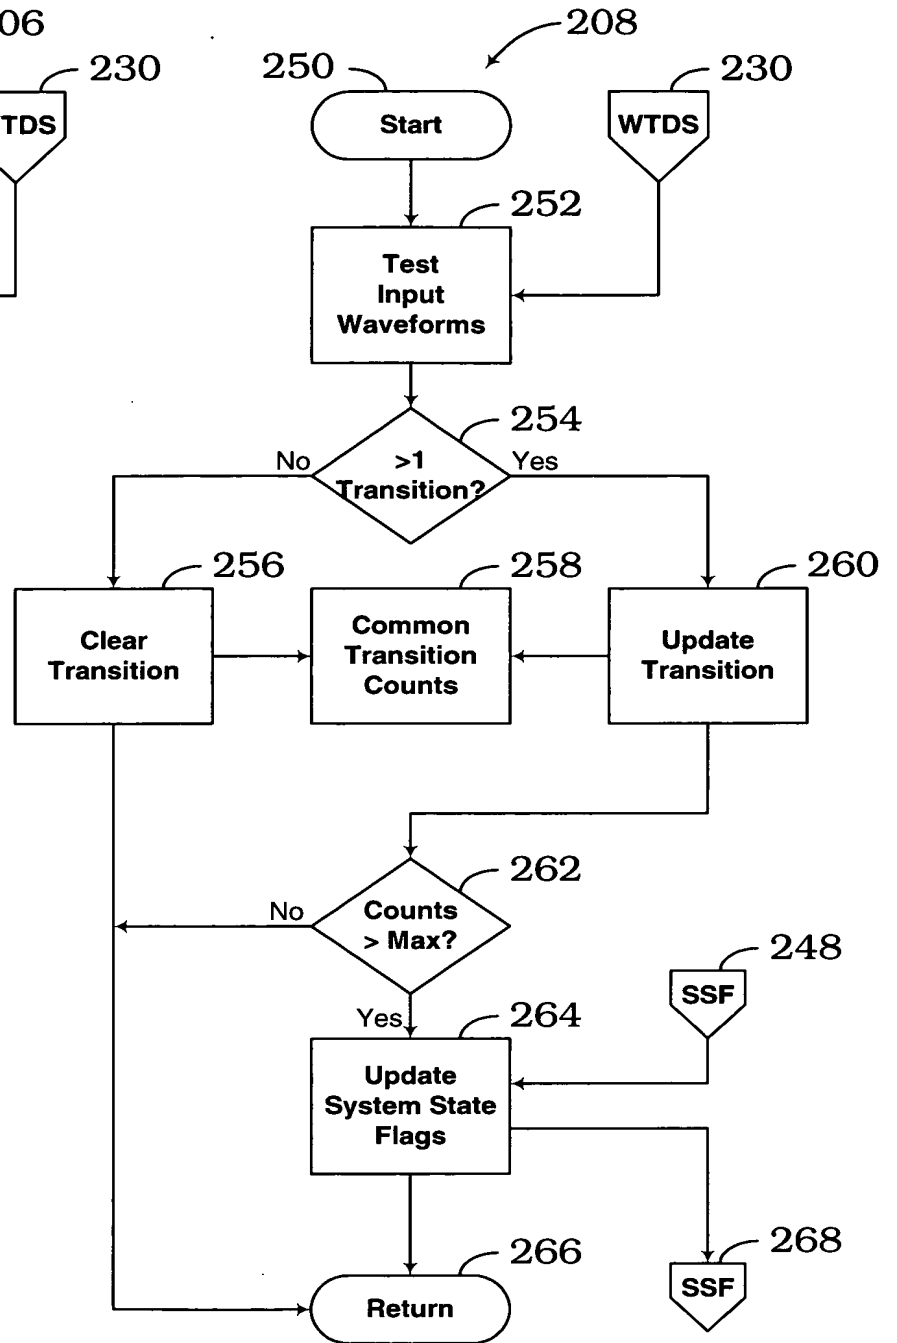 06
208
230
250
230
TDS
Start
WTDS
252
Test
Input
Waveforms
254
No
>1
Transition?
Yes
256
258
260
Clear
Transition
Common
Transition
Counts
Update
Transition
262
No
Counts
> Max?
248
SSF
Yes
264
Update
System State
Flags
266
268
Return
SSF